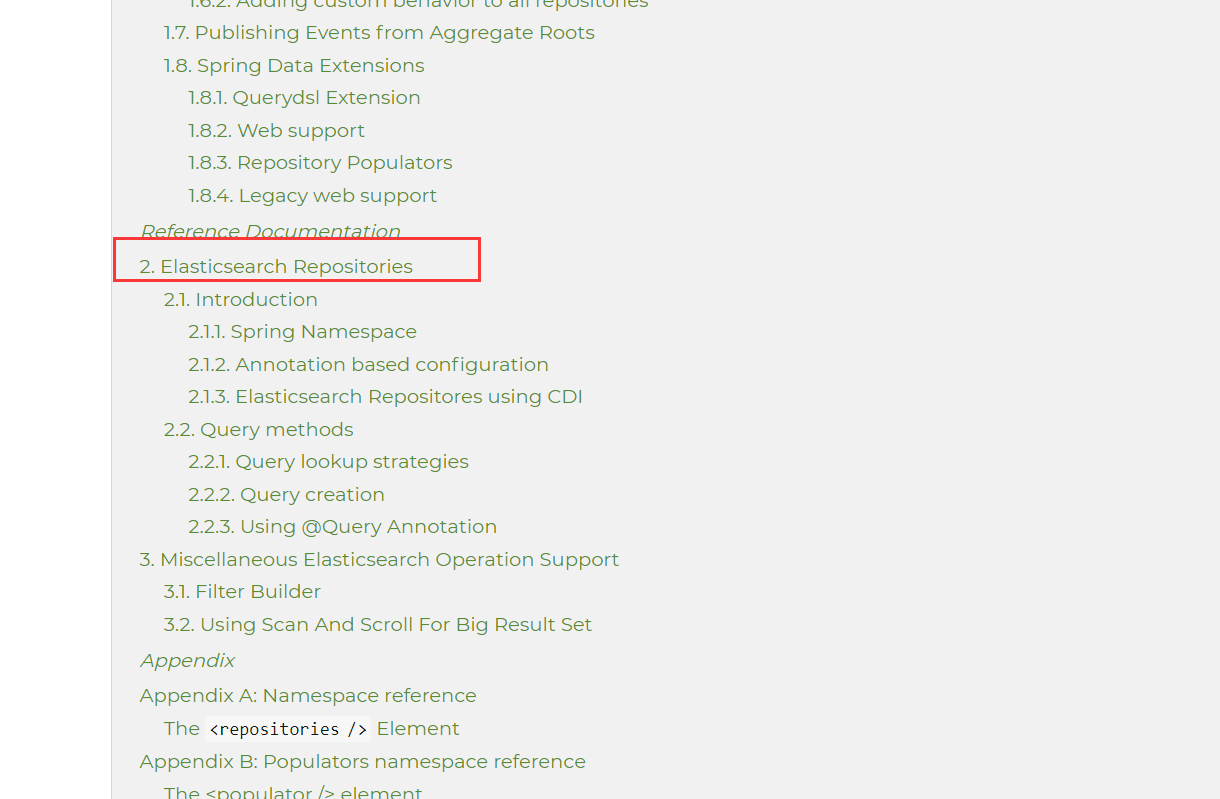 1.6.2. Adding custom behavior to all repositories
1.7. Publishing Events from Aggregate Roots
1.8. Spring Data Extensions
1.8.1. Querydsl Extension
1.8.2. Web support
1.8.3. Repository Populators
1.8.4. Legacy web support
Reference Documentation
2. Elasticsearch Repositories
2.1. Introduction
2.1.1. Spring Namespace
2.1.2. Annotation based configuration
2.1.3. Elasticsearch Repositores using CDI
2.2. Query methods
2.2.1. Query lookup strategies
2.2.2. Query creation
2.2.3. Using @Query Annotation
3. Miscellaneous Elasticsearch Operation Support
3.1. Filter Builder
3.2. Using Scan And Scroll For Big Result Set
Appendix
Appendix A: Namespace reference
The <repositories /> Element
Appendix B: Populators namespace reference
The <populator /> element